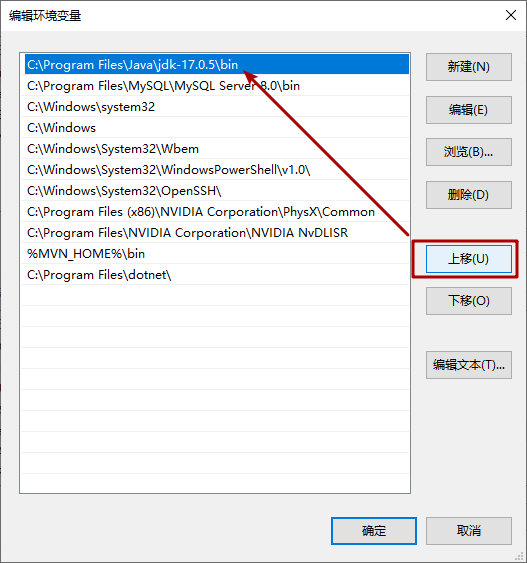 编辑环境变量
C:\Program Files\Java\jdk-17.0.5\bin
C:\Program Files\MySQL\MySQL Server 8.0\bin
C:\Windows\system32
C:\Windows
C:\Windows\System32\Wbem
C:\Windows\System32\WindowsPowerShell\v1.0\
C:\Windows\System32\OpenSSH\
C:\Program Files (x86)\NVIDIA Corporation\PhysX\Common
C:\Program Files\NVIDIA Corporation\NVIDIA NvDLISR
%MVN_HOME%\bin
C:\Program Files\dotnet\
新建(N)
编辑(E)
浏览(B)...
删除(D)
上移(U)
下移(O)
编辑文本(T)...
确定
取消